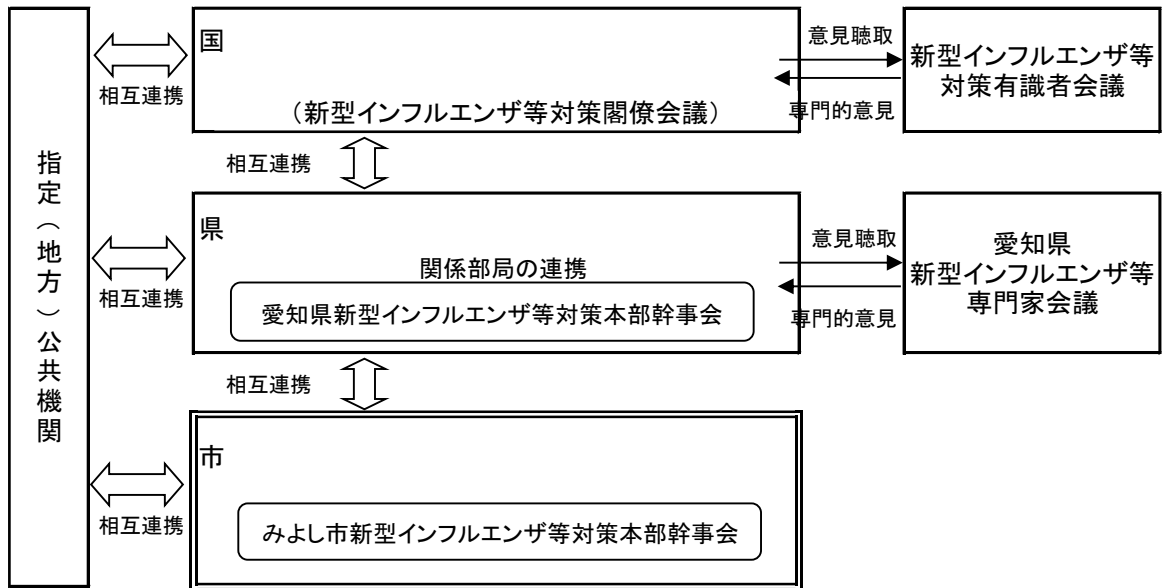 指定（地方）公共機関
相互連携
国
（新型インフルエンザ等対策閣僚会議）
意見聴取
専門的意見
新型インフルエンザ等
対策有識者会議
相互連携
相互連携
県
関係部局の連携
愛知県新型インフルエンザ等対策本部幹事会
意見聴取
専門的意見
愛知県
新型インフルエンザ等
専門家会議
相互連携
相互連携
市
みよし市新型インフルエンザ等対策本部幹事会